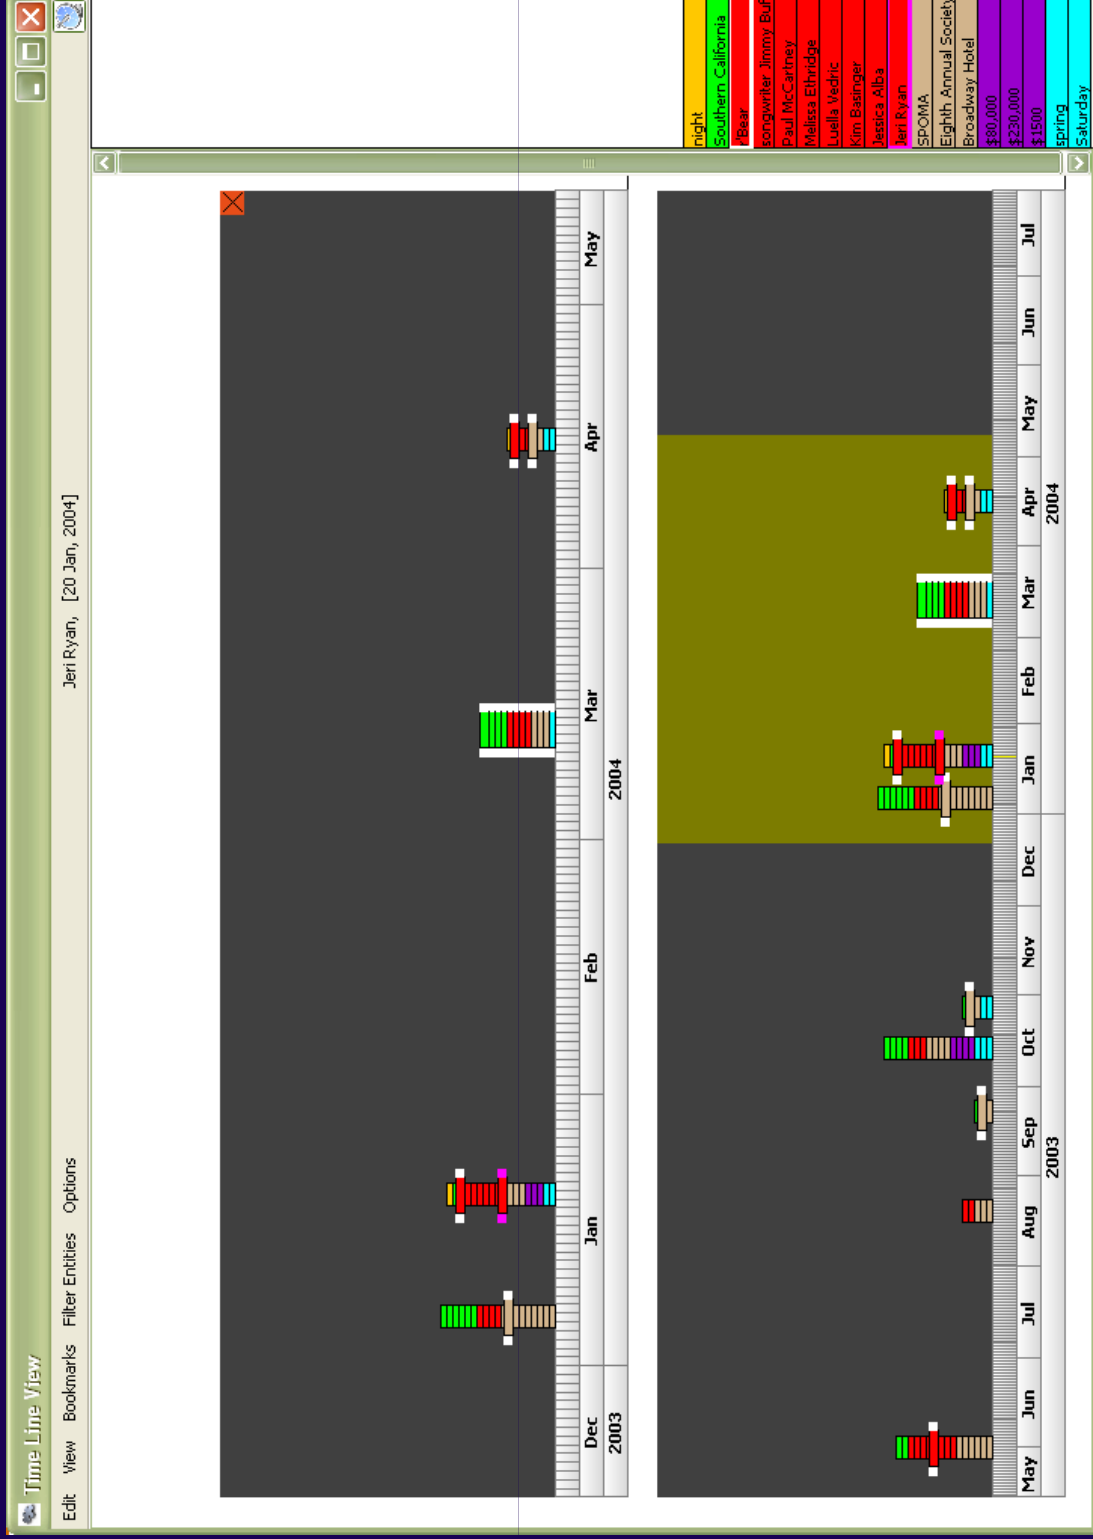 Time Line View
Edit View Bookmarks Filter Entities Options Jeri Ryan, [20 Jan, 2004]
Dec Jan Feb Mar Apr May
2003 2004
May Jun Jul Aug Sep Oct Nov Dec Jan Feb Mar Apr May Jun Jul
2003 2004
night
Southern California
r'Bear
songwriter Jimmy Buf
Paul McCartney
Melissa Ethridge
Luella Vedric
Kim Basinger
Jessica Alba
Jeri Ryan
SPOMA
Eighth Annual Society
Broadway Hotel
$80,000
$230,000
$1500
spring
Saturday